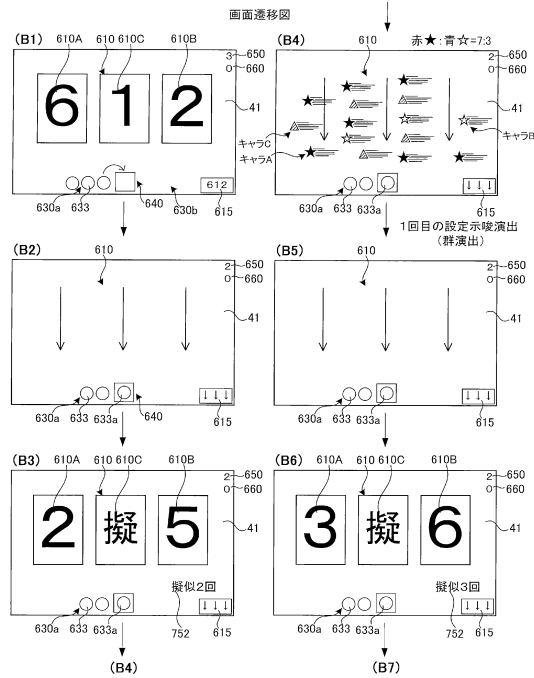 画面遷移図
(B1)
610A
610
610C
610B
3
650
0
660
6
1
2
41
612
630a
633
640
630b
615
(B2)
610
2
650
0
660
41
↓↓↓
630a
633
633a
640
615
(B3)
610A
610
610C
610B
2
650
0
660
2
擬
5
41
擬似2回
↓↓↓
630a
633
633a
752
615
(B4)
(B4)
610
赤★:青☆=7:3
2
650
0
660
41
キャラC
キャラB
キャラA
↓↓↓
630a
633
633a
615
1回目の設定示唆演出
(群演出)
(B5)
610
2
650
0
660
41
↓↓↓
630a
633
633a
615
(B6)
610A
610
610C
610B
2
650
0
660
3
擬
6
41
擬似3回
↓↓↓
630a
633
633a
752
615
(B7)